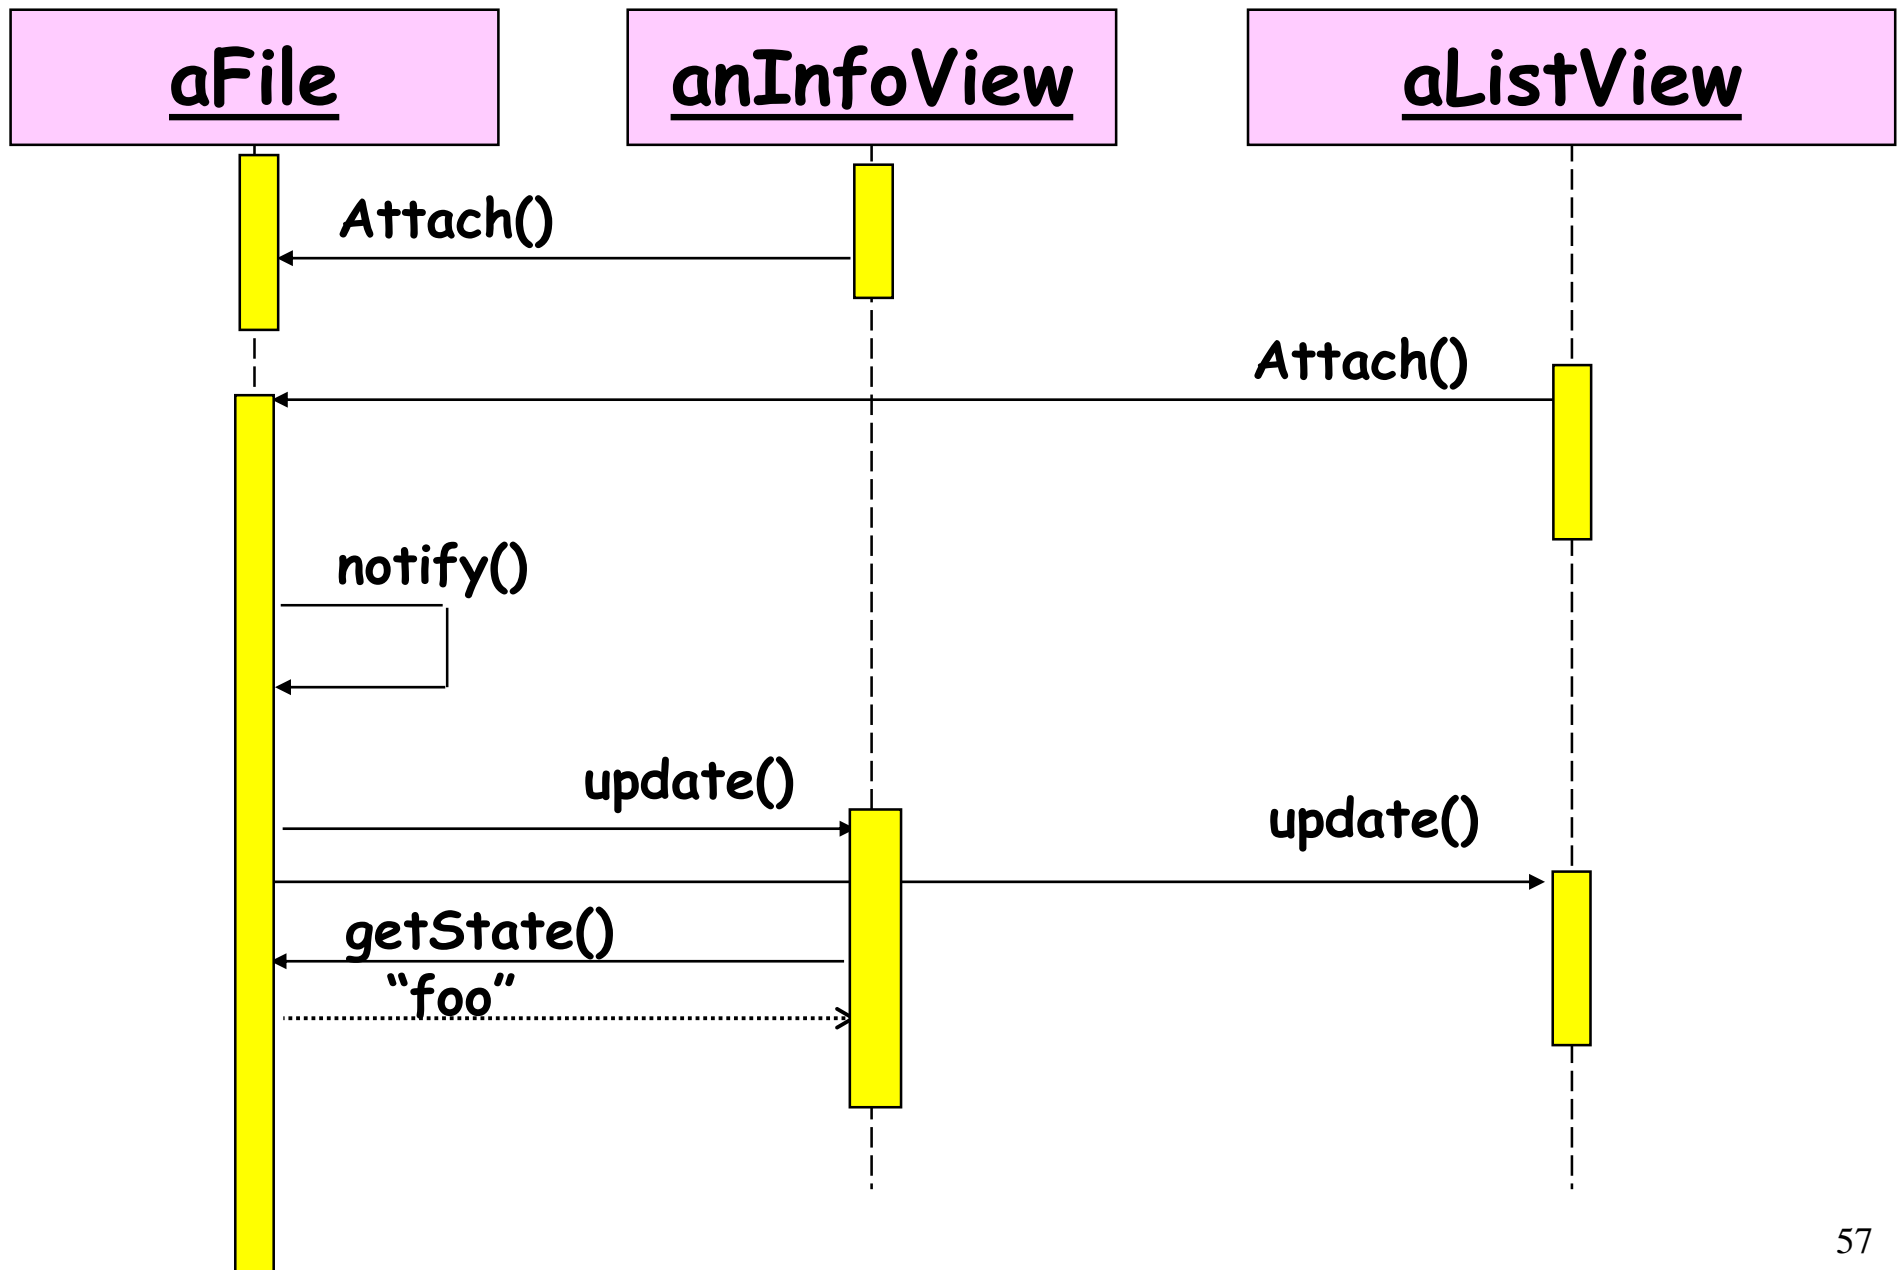 aFile
anInfoView
aListView
Attach()
Attach()
notify()
update()
update()
getState()
“foo”
57